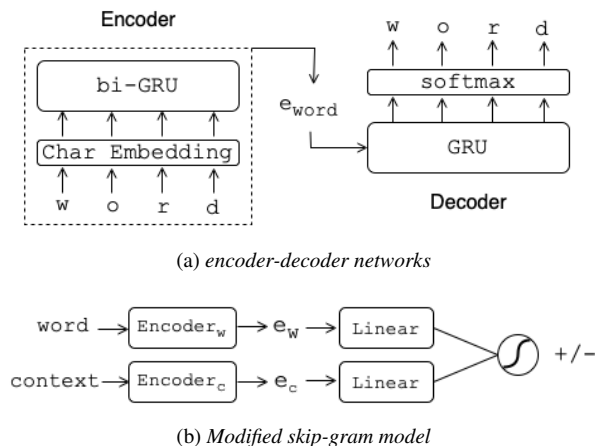 Encoder
bi-GRU
Char Embedding
w o r d
e_word
w o r d
softmax
GRU
Decoder
(a) encoder-decoder networks
word Encoder_w e_w Linear
+/−
context Encoder_c e_c Linear
(b) Modified skip-gram model